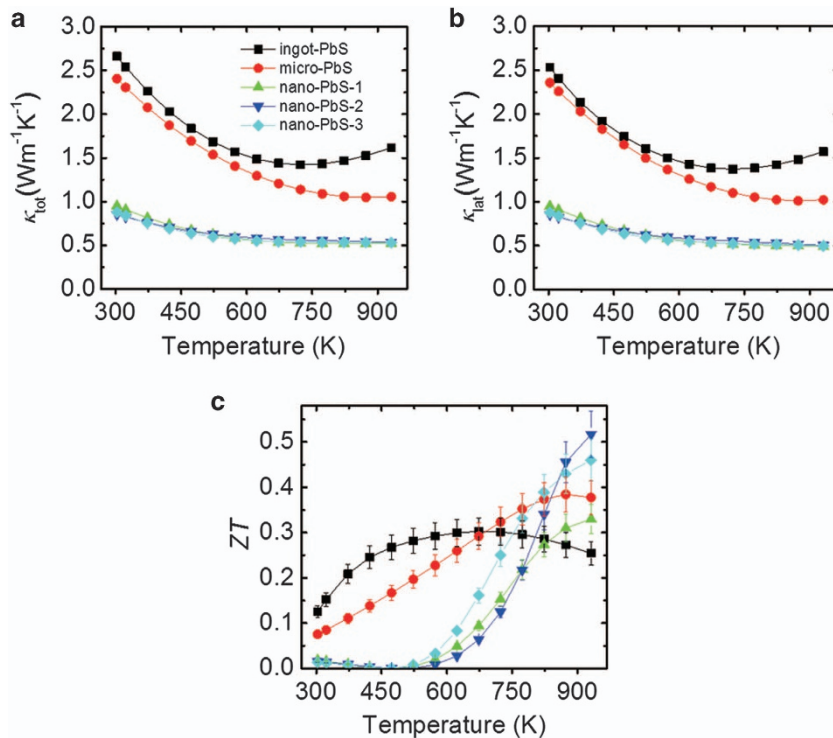 a
κtot(Wm-1K-1)
3.0
2.5
2.0
1.5
1.0
0.5
0.0
ingot-PbS
micro-PbS
nano-PbS-1
nano-PbS-2
nano-PbS-3
300 450 600 750 900
Temperature (K)
b
κlat(Wm-1K-1)
3.0
2.5
2.0
1.5
1.0
0.5
0.0
300 450 600 750 900
Temperature (K)
c
ZT
0.5
0.4
0.3
0.2
0.1
0.0
300 450 600 750 900
Temperature (K)